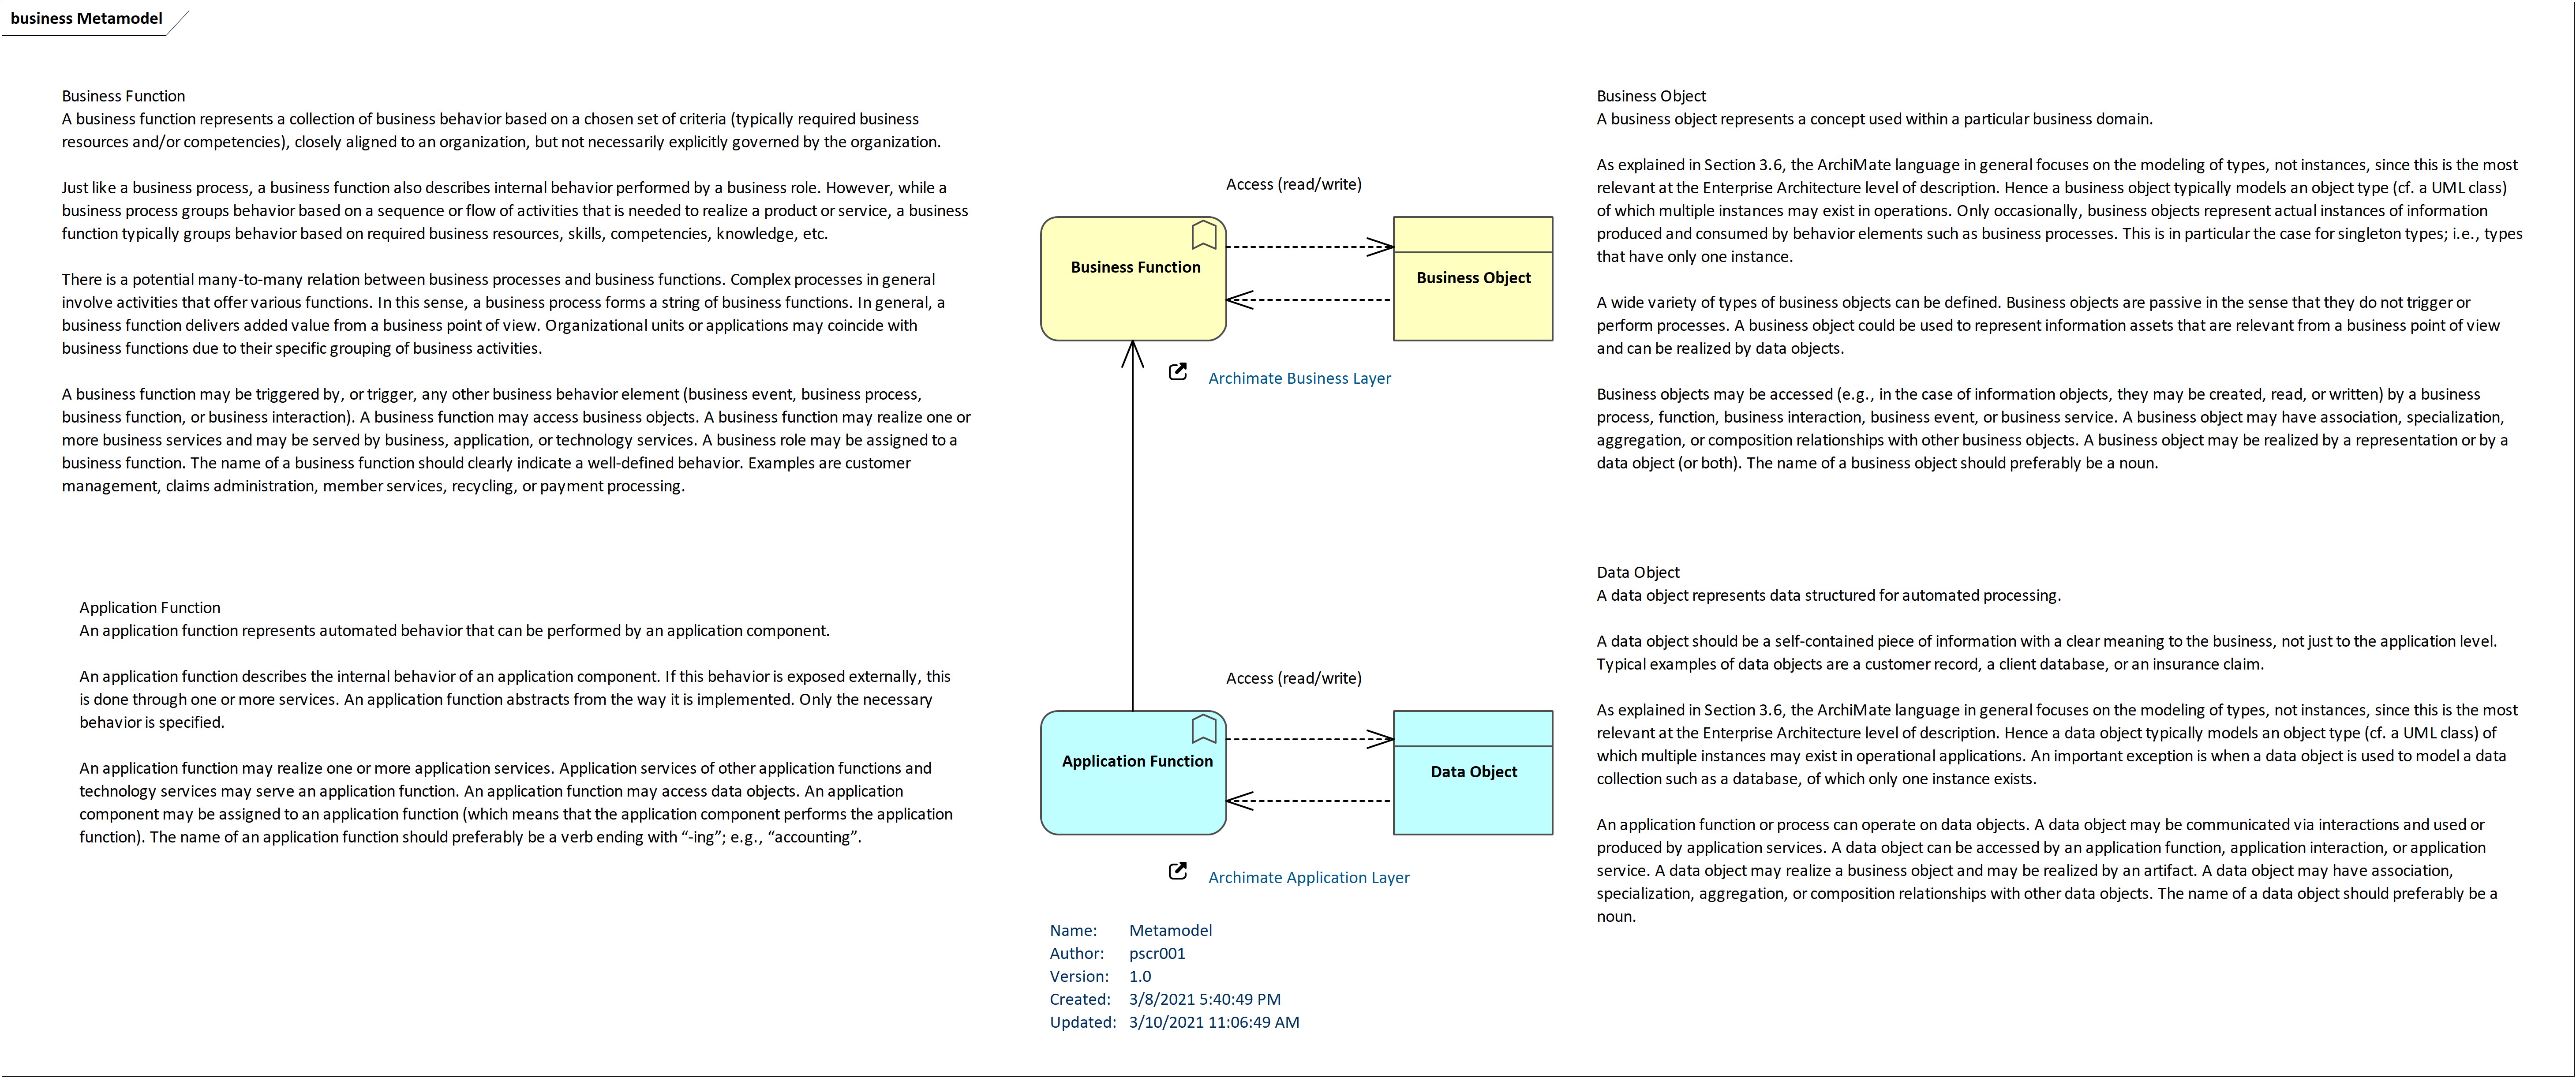 business Metamodel
Business Function
A business function represents a collection of business behavior based on a chosen set of criteria (typically required business
resources and/or competencies), closely aligned to an organization, but not necessarily explicitly governed by the organization.
Just like a business process, a business function also describes internal behavior performed by a business role. However, while a
business process groups behavior based on a sequence or flow of activities that is needed to realize a product or service, a business
function typically groups behavior based on required business resources, skills, competencies, knowledge, etc.
There is a potential many-to-many relation between business processes and business functions. Complex processes in general
involve activities that offer various functions. In this sense, a business process forms a string of business functions. In general, a
business function delivers added value from a business point of view. Organizational units or applications may coincide with
business functions due to their specific grouping of business activities.
A business function may be triggered by, or trigger, any other business behavior element (business event, business process,
business function, or business interaction). A business function may access business objects. A business function may realize one or
more business services and may be served by business, application, or technology services. A business role may be assigned to a
business function. The name of a business function should clearly indicate a well-defined behavior. Examples are customer
management, claims administration, member services, recycling, or payment processing.
Application Function
An application function represents automated behavior that can be performed by an application component.
An application function describes the internal behavior of an application component. If this behavior is exposed externally, this
is done through one or more services. An application function abstracts from the way it is implemented. Only the necessary
behavior is specified.
An application function may realize one or more application services. Application services of other application functions and
technology services may serve an application function. An application function may access data objects. An application
component may be assigned to an application function (which means that the application component performs the application
function). The name of an application function should preferably be a verb ending with “-ing”; e.g., “accounting”.
Access (read/write)
Business Function
Business Object
Archimate Business Layer
Access (read/write)
Application Function
Data Object
Archimate Application Layer
Name: Metamodel
Author: pscr001
Version: 1.0
Created: 3/8/2021 5:40:49 PM
Updated: 3/10/2021 11:06:49 AM
Business Object
A business object represents a concept used within a particular business domain.
As explained in Section 3.6, the ArchiMate language in general focuses on the modeling of types, not instances, since this is the most
relevant at the Enterprise Architecture level of description. Hence a business object typically models an object type (cf. a UML class)
of which multiple instances may exist in operations. Only occasionally, business objects represent actual instances of information
produced and consumed by behavior elements such as business processes. This is in particular the case for singleton types; i.e., types
that have only one instance.
A wide variety of types of business objects can be defined. Business objects are passive in the sense that they do not trigger or
perform processes. A business object could be used to represent information assets that are relevant from a business point of view
and can be realized by data objects.
Business objects may be accessed (e.g., in the case of information objects, they may be created, read, or written) by a business
process, function, business interaction, business event, or business service. A business object may have association, specialization,
aggregation, or composition relationships with other business objects. A business object may be realized by a representation or by a
data object (or both). The name of a business object should preferably be a noun.
Data Object
A data object represents data structured for automated processing.
A data object should be a self-contained piece of information with a clear meaning to the business, not just to the application level.
Typical examples of data objects are a customer record, a client database, or an insurance claim.
As explained in Section 3.6, the ArchiMate language in general focuses on the modeling of types, not instances, since this is the most
relevant at the Enterprise Architecture level of description. Hence a data object typically models an object type (cf. a UML class) of
which multiple instances may exist in operational applications. An important exception is when a data object is used to model a data
collection such as a database, of which only one instance exists.
An application function or process can operate on data objects. A data object may be communicated via interactions and used or
produced by application services. A data object can be accessed by an application function, application interaction, or application
service. A data object may realize a business object and may be realized by an artifact. A data object may have association,
specialization, aggregation, or composition relationships with other data objects. The name of a data object should preferably be a
noun.